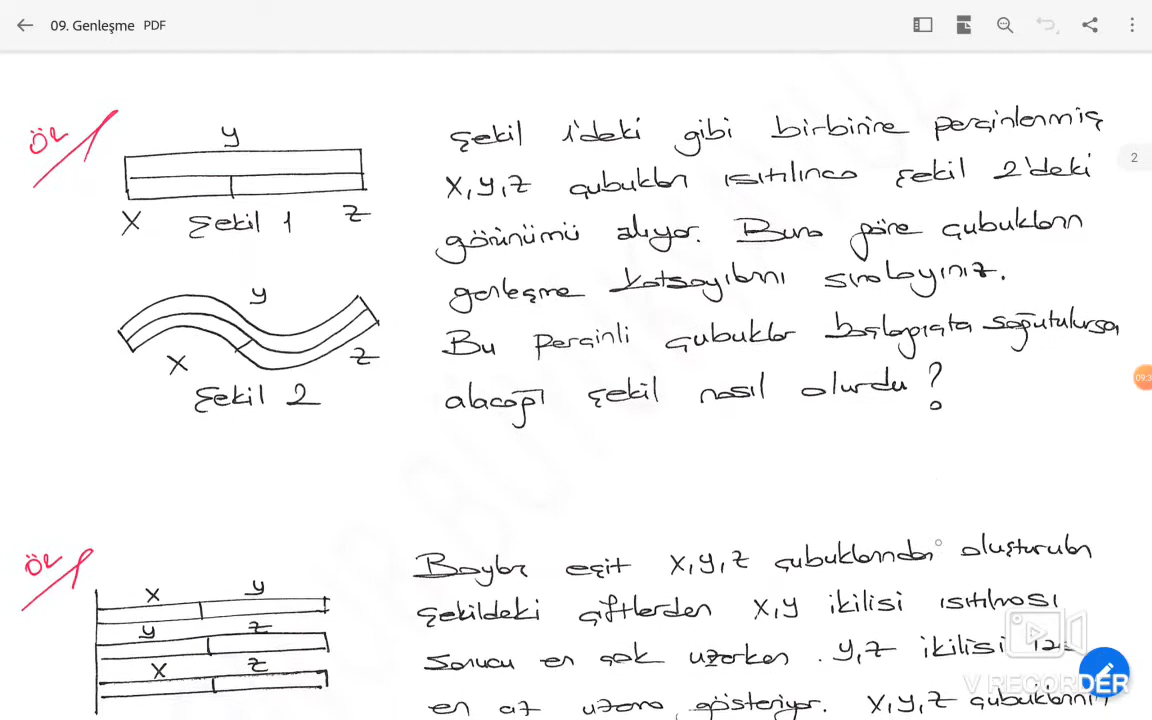 09. Genleşme PDF
Ör
y
X Şekil 1 Z
Şekil 1'deki gibi birbirine perçinlenmiş
X, y, Z çubukları ısıtılınca Şekil 2'deki
görünümü alıyor. Buna göre çubukların
genleşme katsayılarını sıralayınız.
Bu perçinli çubuklar başlangıçta soğutulursa
alacağı şekil nasıl olurdu?
y
X Z
Şekil 2
2
09:3
Ör
X y
y Z
X Z
Boyları eşit X, y, Z çubuklarından oluşturulan
şekildeki çiftlerden X, y ikilisi ısıtılması
sonucu en çok uzarken. y, Z ikilisi ise
en az uzama gösteriyor. X, y, Z çubuklarının
V RECORDER